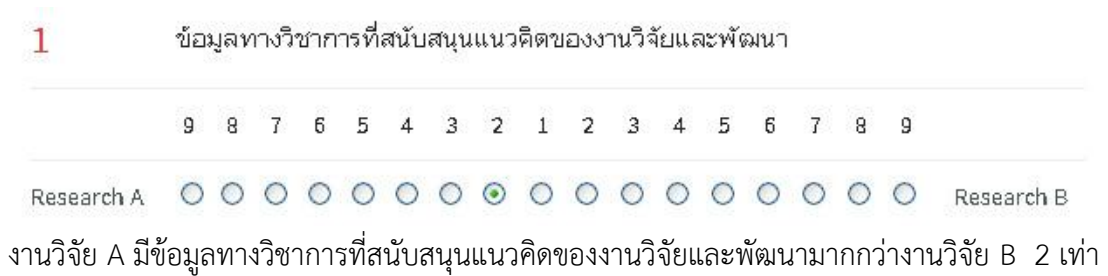 1 ข้อมูลทางวิชาการที่สนับสนุนแนวคิดของงานวิจัยและพัฒนา
9 8 7 6 5 4 3 2 1 2 3 4 5 6 7 8 9
Research A Research B
งานวิจัย A มีข้อมูลทางวิชาการที่สนับสนุนแนวคิดของงานวิจัยและพัฒนามากกว่างานวิจัย B 2 เท่า